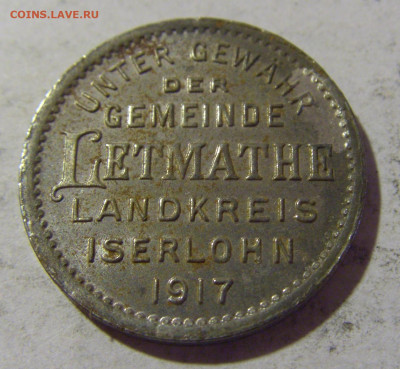 COINS.LAVE.RU
UNTER GEWÄHR
DER
GEMEINDE
LETMATHE
LANDKREIS
ISERLOHN
1917